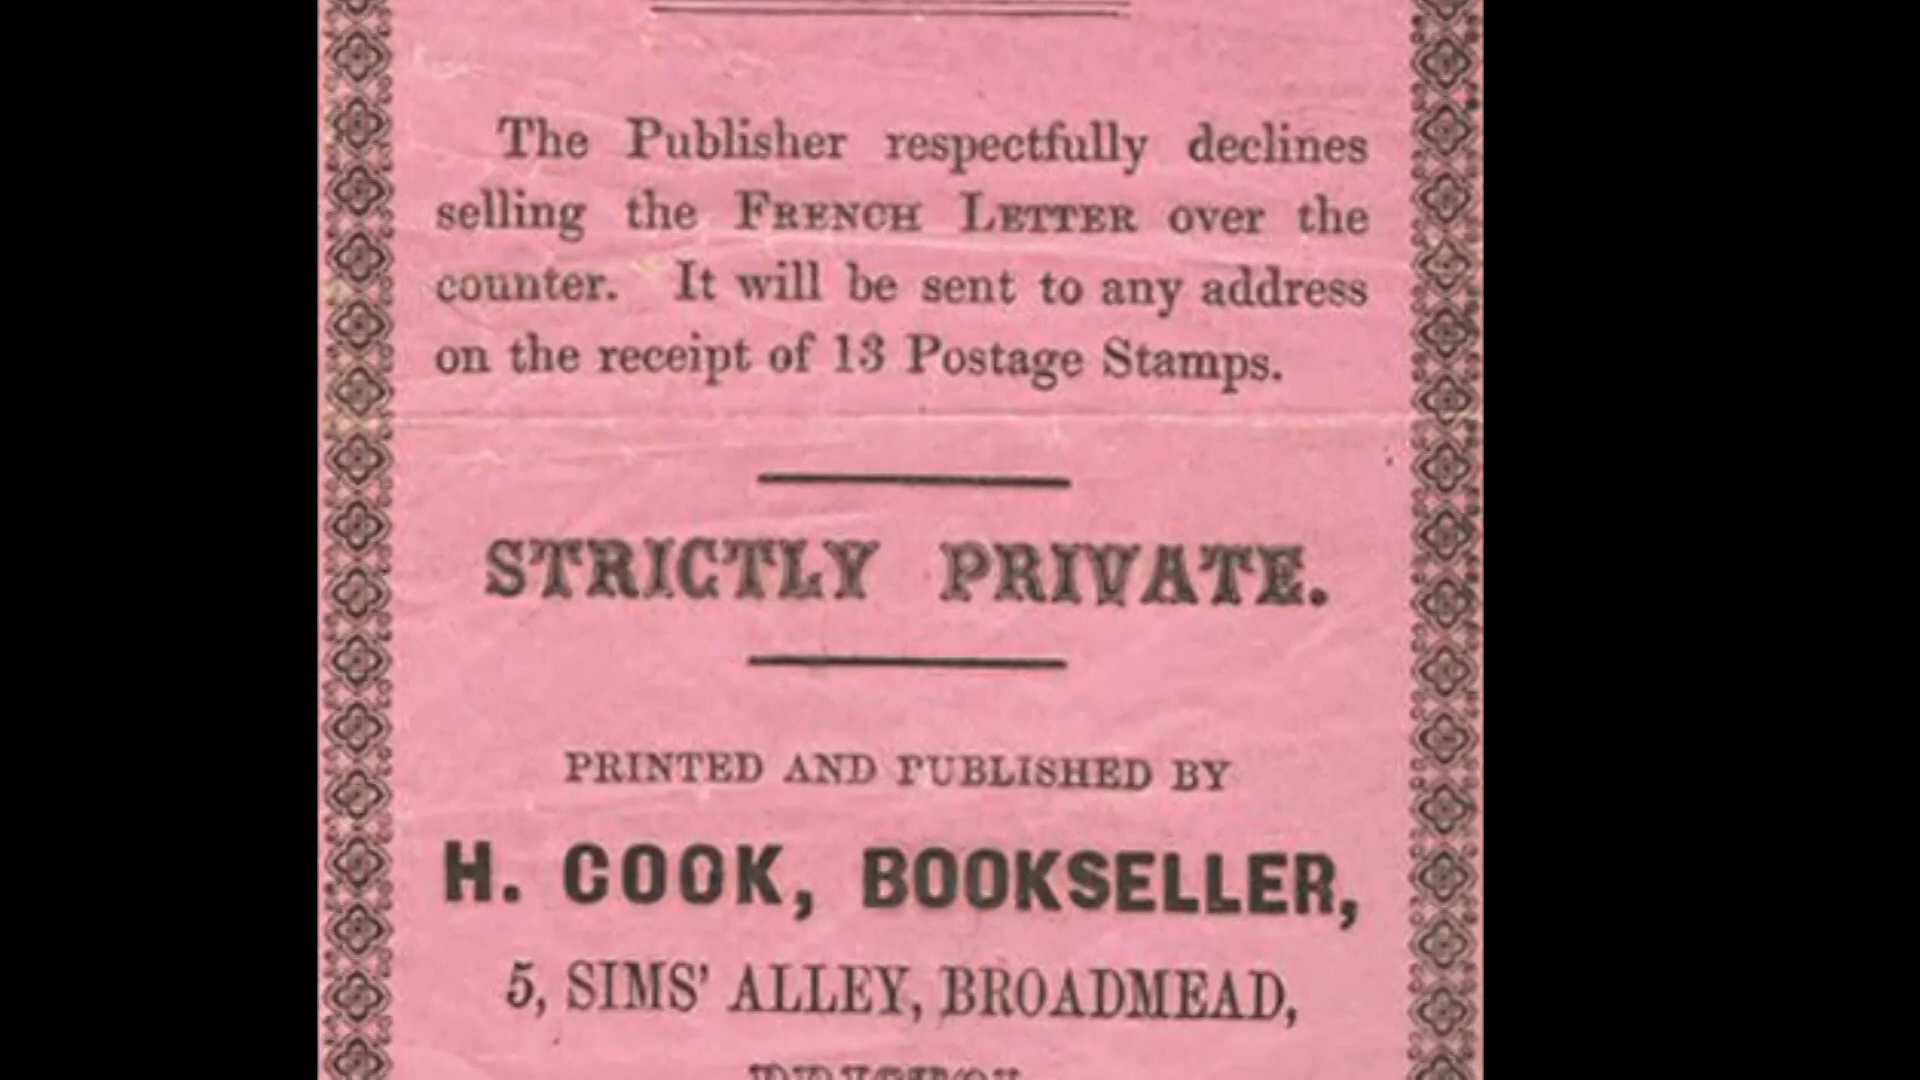 The Publisher respectfully declines
selling the FRENCH LETTER over the
counter. It will be sent to any address
on the receipt of 13 Postage Stamps.
STRICTLY PRIVATE.
PRINTED AND PUBLISHED BY
H. COOK, BOOKSELLER,
5, SIMS' ALLEY, BROADMEAD,